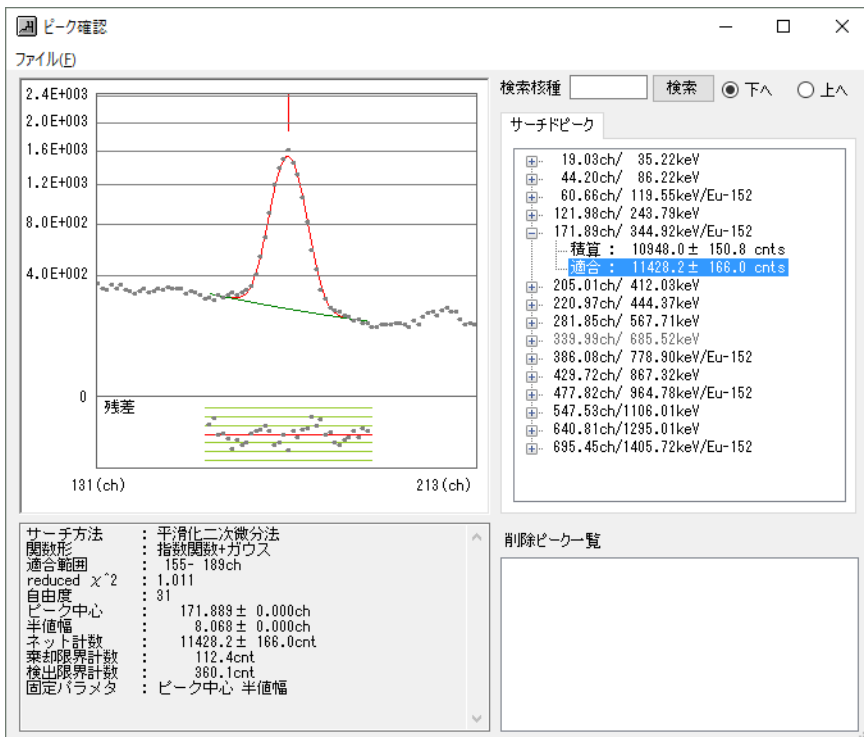 ピーク確認
ファイル(F)
検索核種 検索 下へ 上へ
サーチドピーク
2.4E+003
2.0E+003
1.6E+003
1.2E+003
8.0E+002
4.0E+002
0
残差
131(ch) 213(ch)
19.03ch/ 35.22keV
44.20ch/ 86.22keV
60.66ch/ 119.55keV/Eu-152
121.98ch/ 243.79keV
171.89ch/ 344.92keV/Eu-152
積算 : 10948.0± 150.8 cnts
適合 : 11428.2± 166.0 cnts
205.01ch/ 412.03keV
220.97ch/ 444.37keV
281.85ch/ 567.71keV
339.99ch/ 685.52keV
386.08ch/ 778.90keV/Eu-152
429.72ch/ 867.32keV
477.82ch/ 964.78keV/Eu-152
547.53ch/1106.01keV
640.81ch/1295.01keV
695.45ch/1405.72keV/Eu-152
サーチ方法 : 平滑化二次微分法
関数形 : 指数関数+ガウス
適合範囲 : 155- 189ch
reduced χ^2 : 1.011
自由度 : 31
ピーク中心 : 171.889± 0.000ch
半値幅 : 8.068± 0.000ch
ネット計数 : 11428.2± 166.0cnt
棄却限界計数 : 112.4cnt
検出限界計数 : 360.1cnt
固定パラメタ : ピーク中心 半値幅
削除ピーク一覧